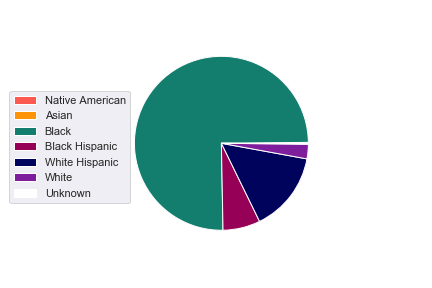 Native American
Asian
Black
Black Hispanic
White Hispanic
White
Unknown